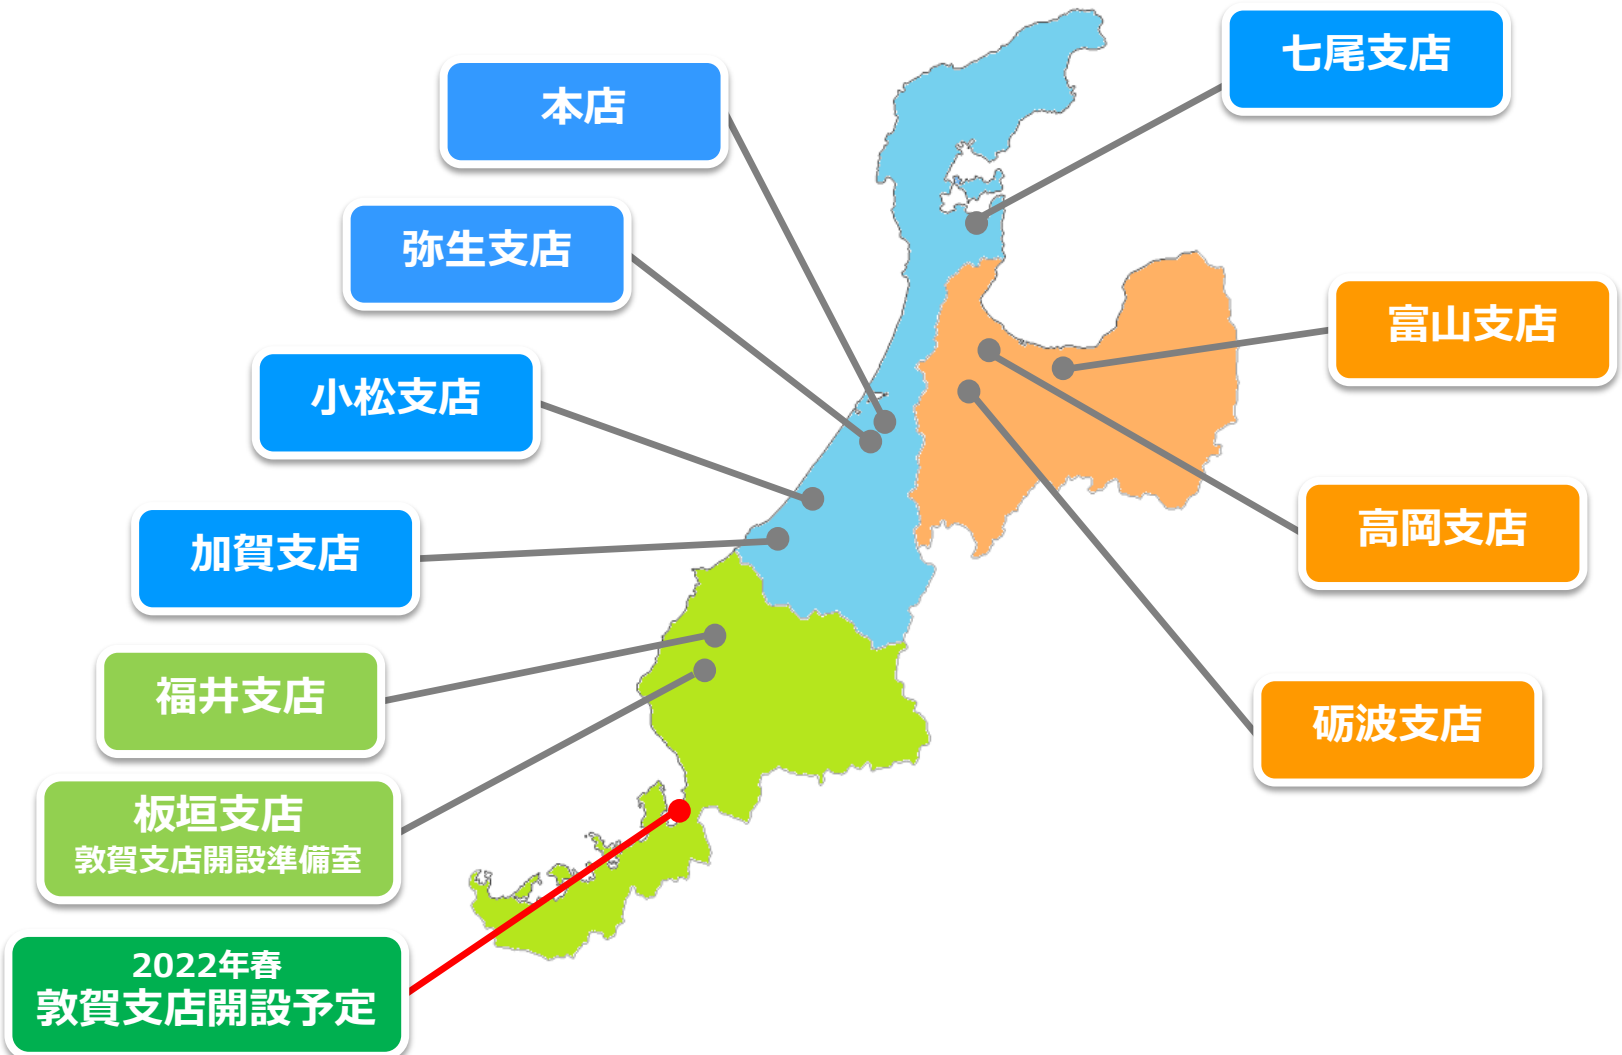 本店
弥生支店
小松支店
加賀支店
福井支店
板垣支店
敦賀支店開設準備室
2022年春
敦賀支店開設予定
七尾支店
富山支店
高岡支店
砺波支店